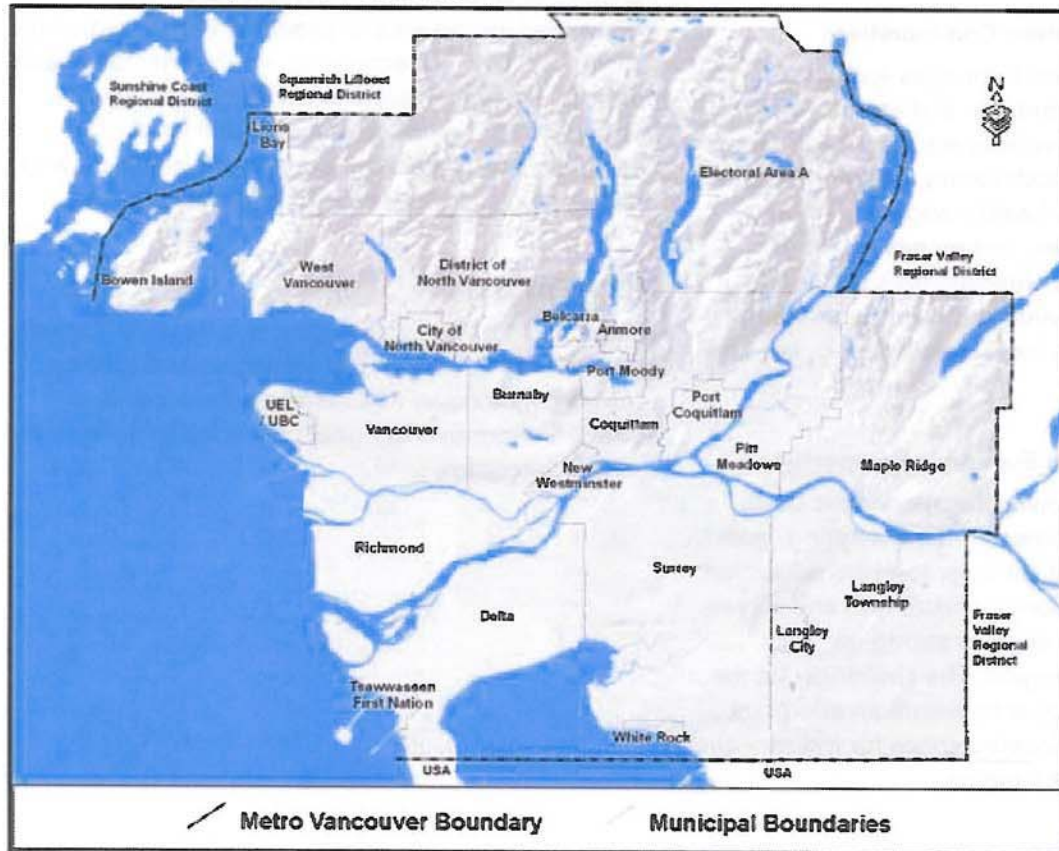 Sunshine Coast
Regional District
Squamish Lillooet
Regional District
Lions
Bay
N
Electoral Area A
Bowen Island
West
Vancouver
District of
North Vancouver
Fraser Valley
Regional District
Belcarra
Anmore
City of
North Vancouver
Port Moody
Burnaby
Port
Coquitlam
UEL
/ UBC
Vancouver
Coquitlam
Pitt
Meadows
Maple Ridge
New
Westminster
Richmond
Surrey
Delta
Langley
Township
Langley
City
Fraser
Valley
Regional
District
Tsawwassen
First Nation
White Rock
USA
USA
Metro Vancouver Boundary
Municipal Boundaries